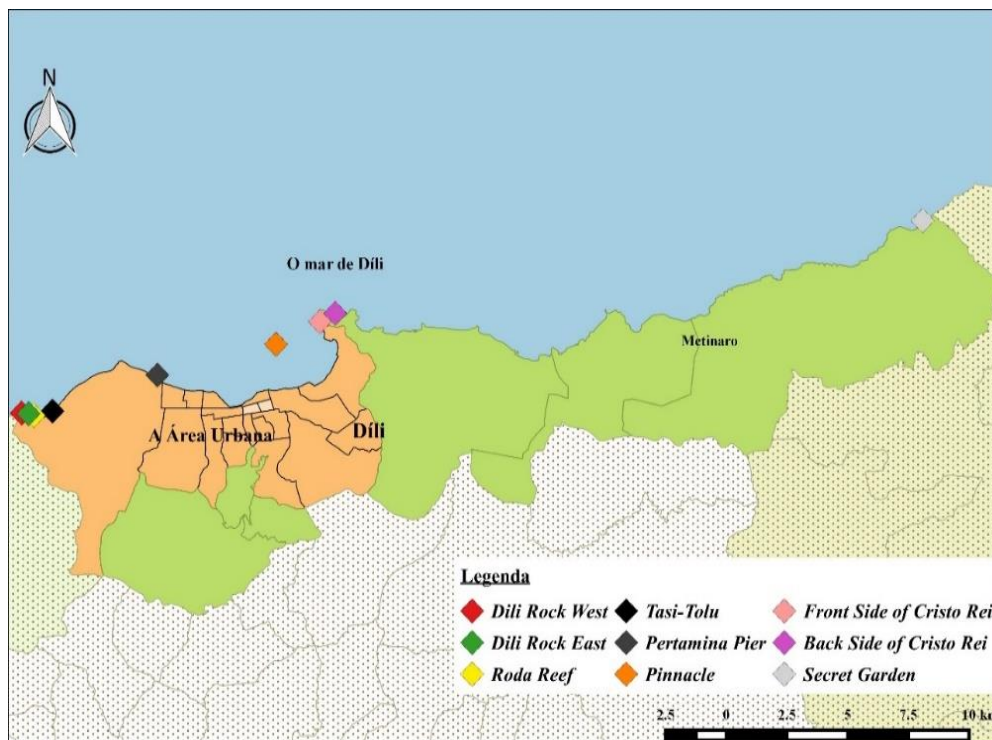 N
O mar de Díli
Metinaro
A Área Urbana
Díli
Legenda
Dili Rock West
Tasi-Tolu
Front Side of Cristo Rei
Dili Rock East
Pertamina Pier
Back Side of Cristo Rei
Roda Reef
Pinnacle
Secret Garden
2.5 0 2.5 5 7.5 10 km